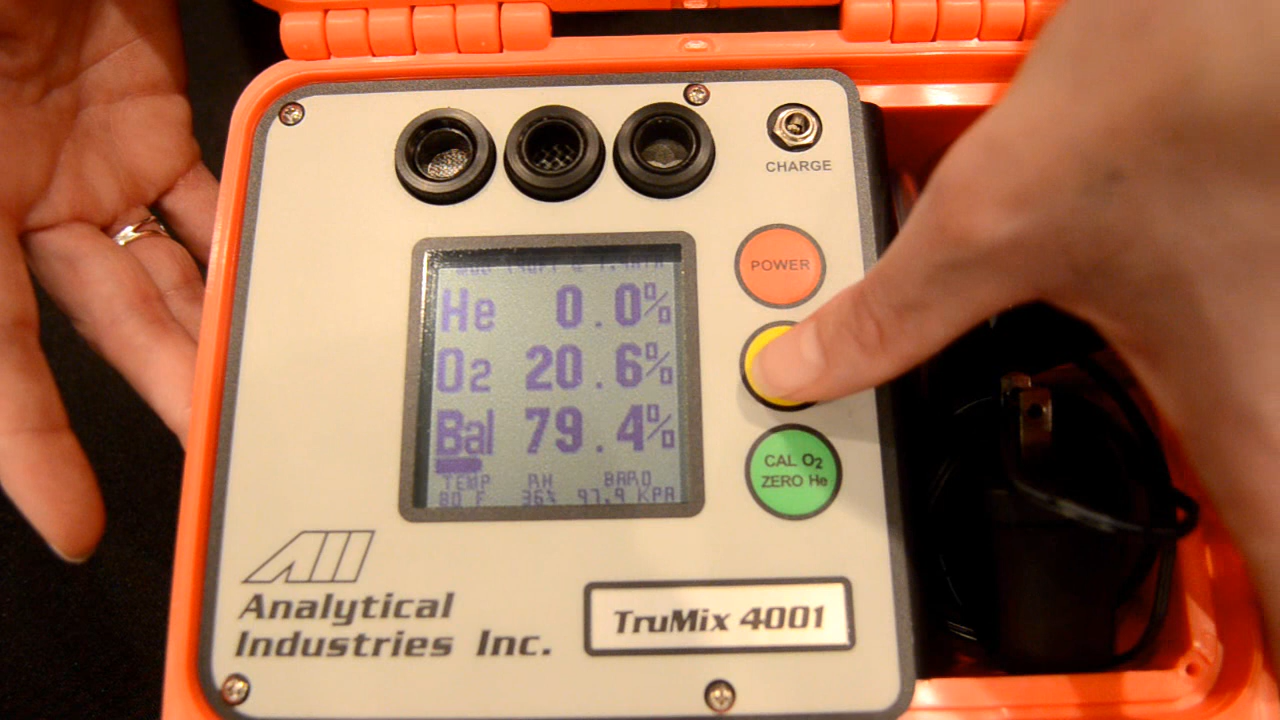 CHARGE
POWER
He 0.0%
O2 20.6%
Bal 79.4%
TEMP RH BARO
80 F 36% 97.9 KPA
CAL O2
ZERO He
AII
Analytical
Industries Inc.
TruMix 4001